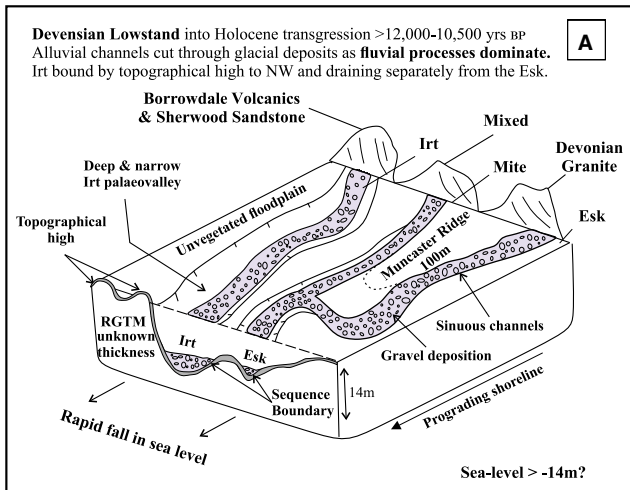 Devensian Lowstand into Holocene transgression >12,000-10,500 yrs BP
Alluvial channels cut through glacial deposits as fluvial processes dominate.
Irt bound by topographical high to NW and draining separately from the Esk.
A
Borrowdale Volcanics
& Sherwood Sandstone
Mixed
Irt
Devonian
Granite
Mite
Deep & narrow
Irt palaeovalley
Esk
Topographical
high
Unvegetated floodplain
Muncaster Ridge
100m
RGTM
unknown
thickness
Irt
Esk
Sinuous channels
Gravel deposition
Sequence
Boundary
14m
Prograding shoreline
Rapid fall in sea level
Sea-level > -14m?